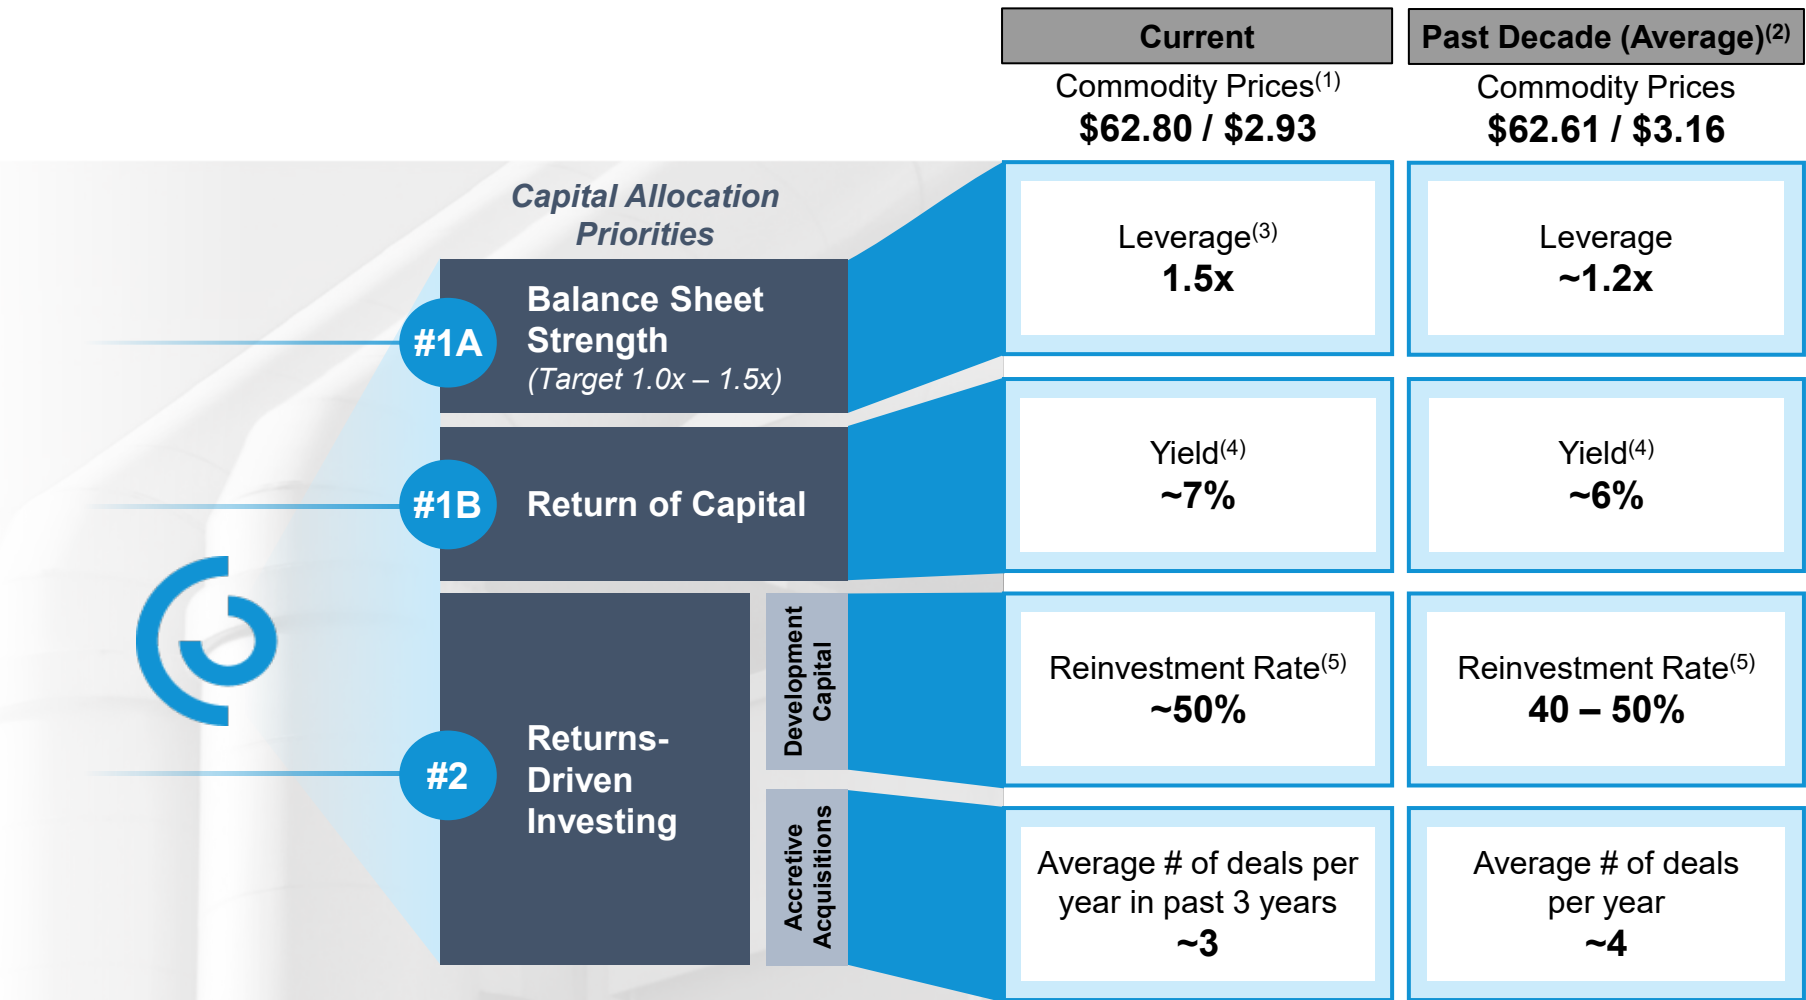 Current
Past Decade (Average)(2)
Commodity Prices(1)
$62.80 / $2.93
Commodity Prices
$62.61 / $3.16
Capital Allocation
Priorities
#1A
Balance Sheet
Strength
(Target 1.0x – 1.5x)
Leverage(3)
1.5x
Leverage
~1.2x
#1B
Return of Capital
Yield(4)
~7%
Yield(4)
~6%
#2
Returns-
Driven
Investing
Development
Capital
Reinvestment Rate(5)
~50%
Reinvestment Rate(5)
40 – 50%
Accretive
Acquisitions
Average # of deals per
year in past 3 years
~3
Average # of deals
per year
~4